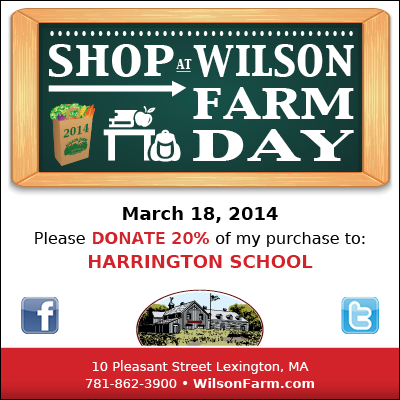 SHOP AT WILSON
FARM
DAY
2014
March 18, 2014
Please DONATE 20% of my purchase to:
HARRINGTON SCHOOL
10 Pleasant Street Lexington, MA
781-862-3900 • WilsonFarm.com